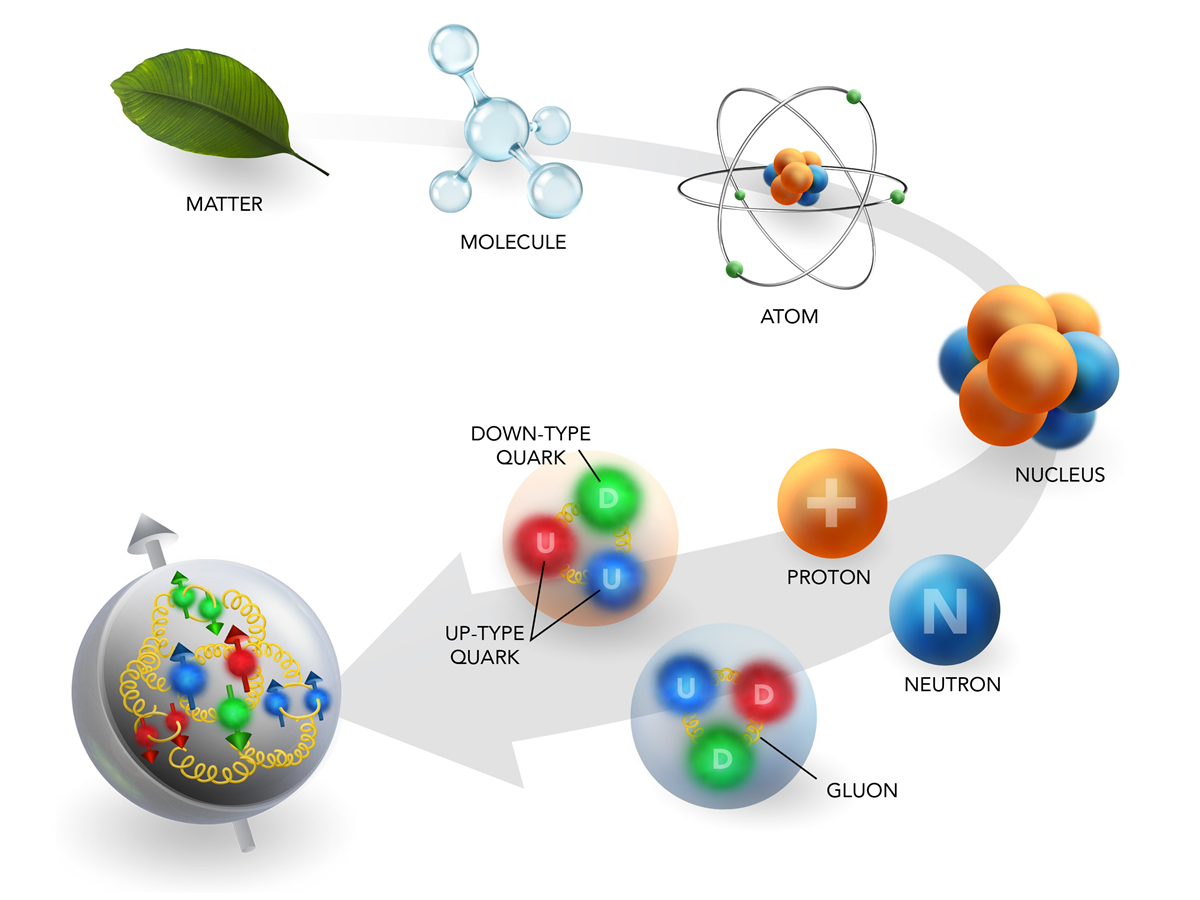 MATTER
MOLECULE
ATOM
NUCLEUS
DOWN-TYPE
QUARK
D
U
U
UP-TYPE
QUARK
+
PROTON
N
NEUTRON
U
D
D
GLUON